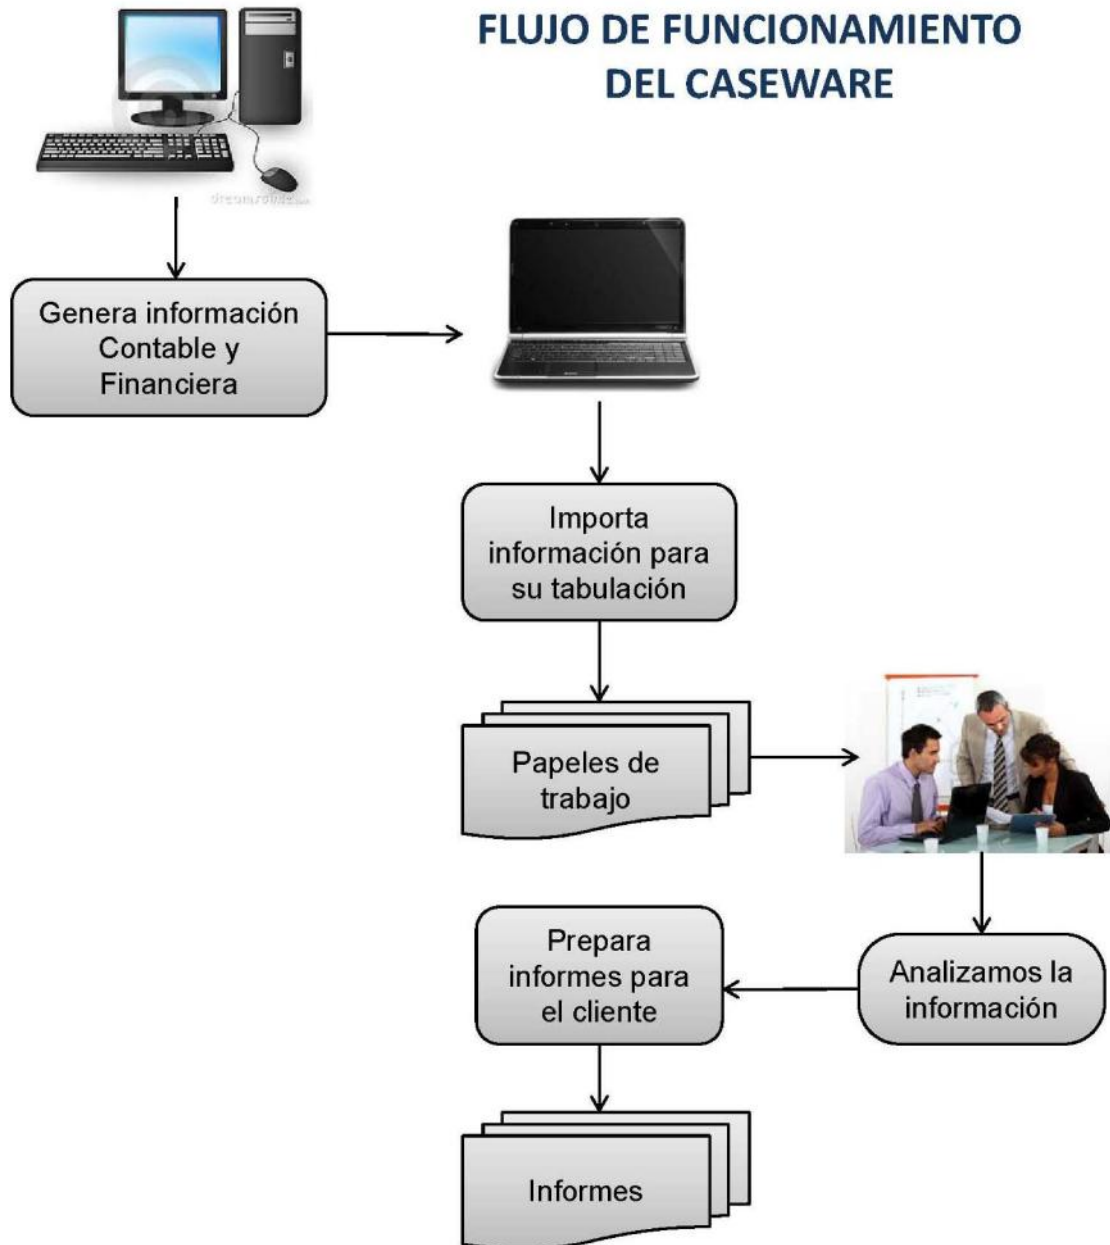 FLUJO DE FUNCIONAMIENTO
DEL CASEWARE
Genera información
Contable y
Financiera
Importa
información para
su tabulación
Papeles de
trabajo
Analizamos la
información
Prepara
informes para
el cliente
Informes